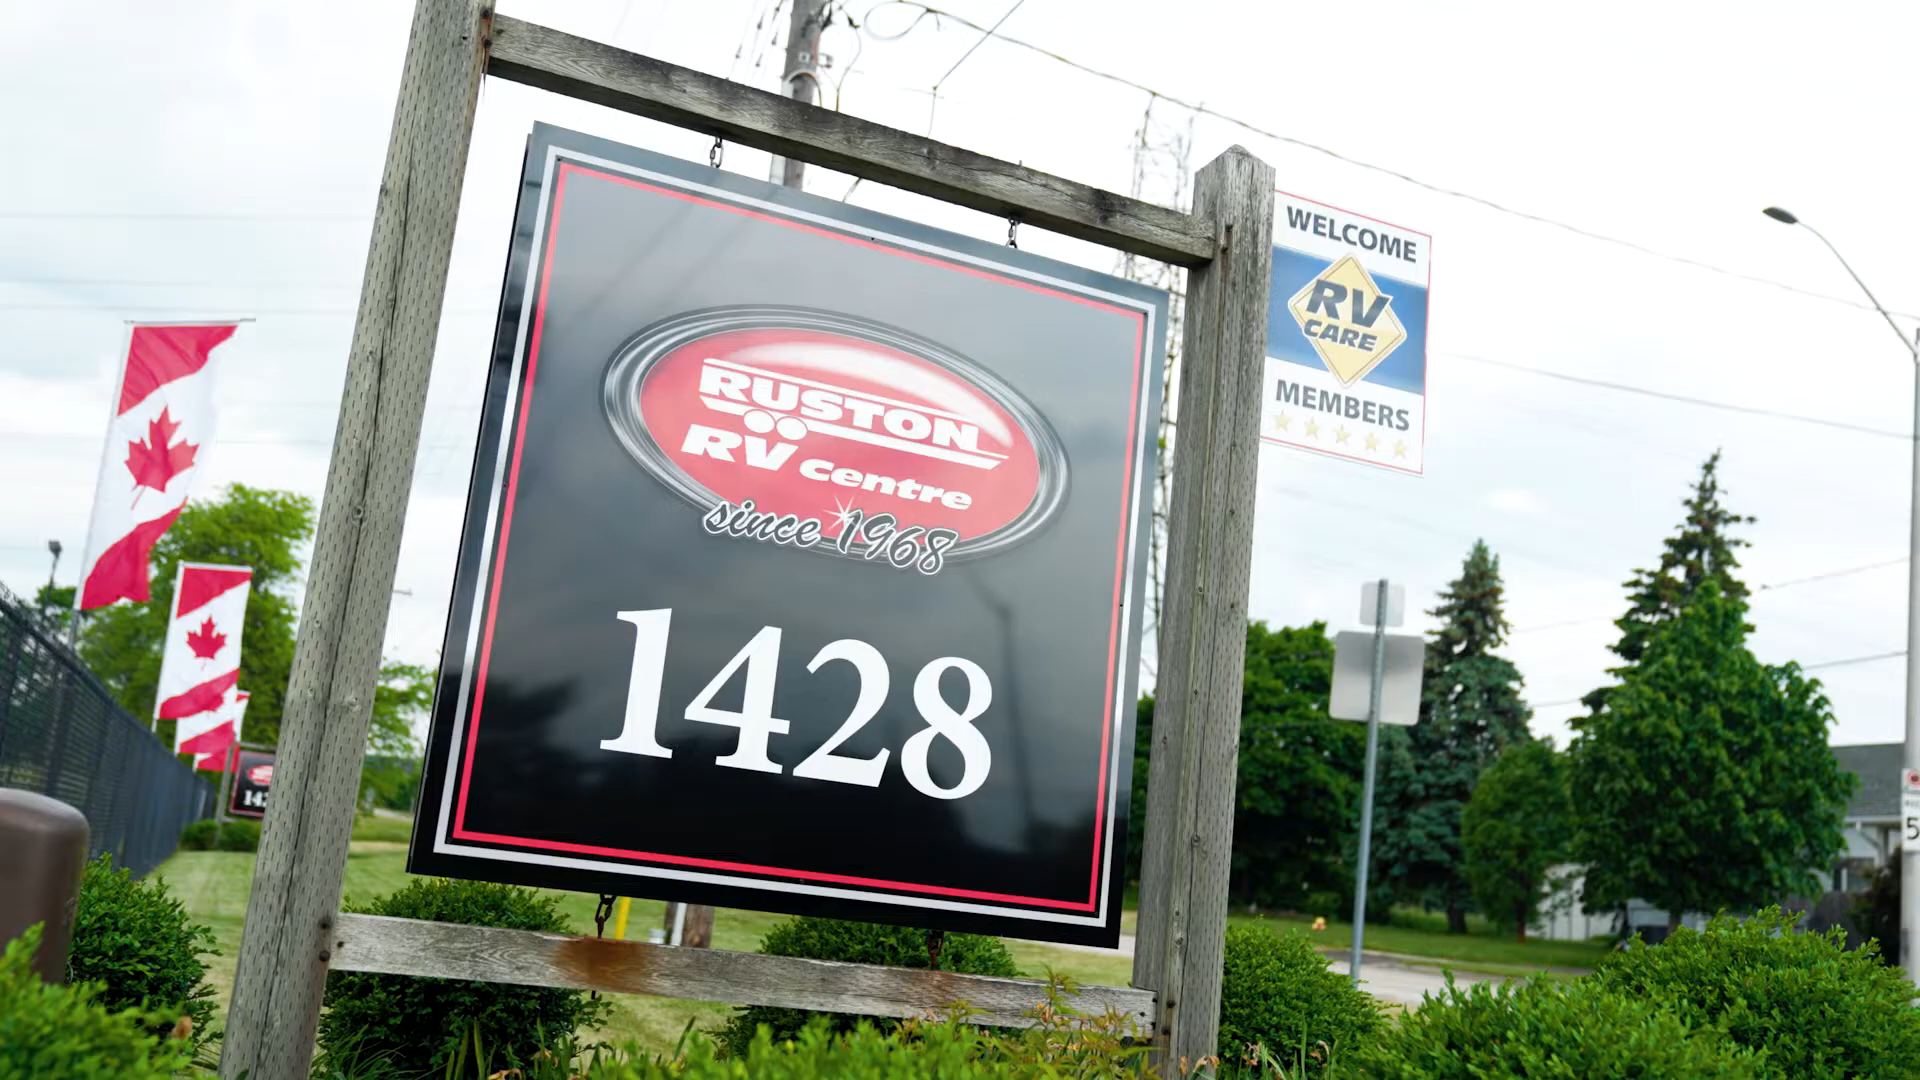 RUSTON
RV centre
since 1968
1428
WELCOME
RV
CARE
MEMBERS